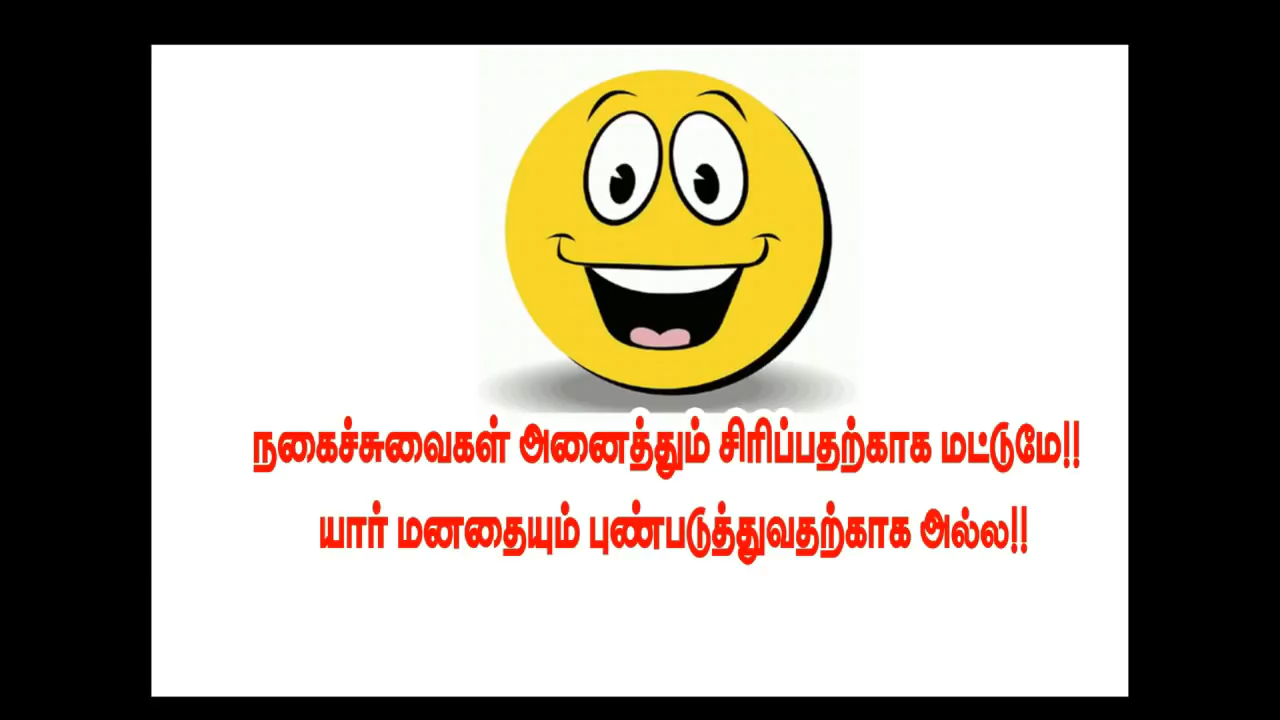 நகைச்சுவைகள் அனைத்தும் சிரிப்பதற்காக மட்டுமே!!
யார் மனதையும் புண்படுத்துவதற்காக அல்ல!!